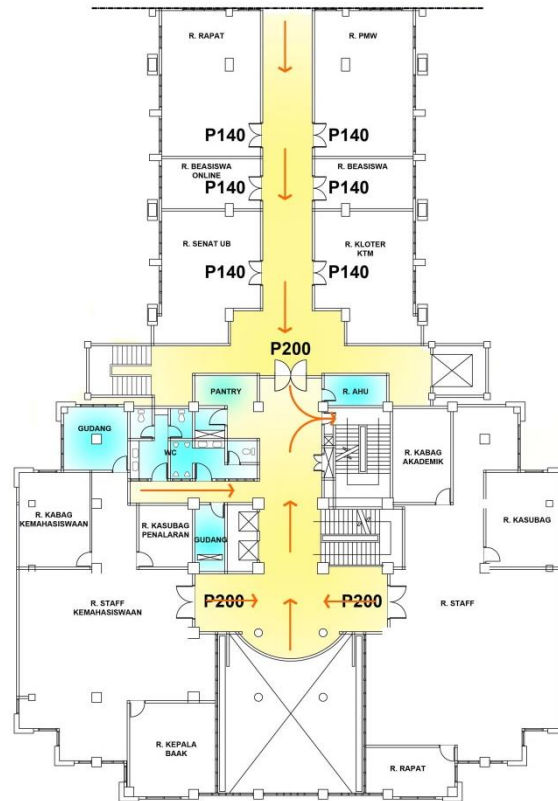 R. RAPAT
R. PMW
P140
P140
R. BEASISWA
ONLINE
R. BEASISWA
P140
P140
R. SENAT UB
R. KLOTER
KTM
P140
P140
P200
PANTRY
R. AHU
GUDANG
WC
R. KABAG
AKADEMIK
R. KABAG
KEMAHASISWAAN
R. KASUBAG
PENALARAN
GUDANG
R. KASUBAG
R. STAFF
KEMAHASISWAAN
P200
P200
R. STAFF
R. KEPALA
BAAK
R. RAPAT